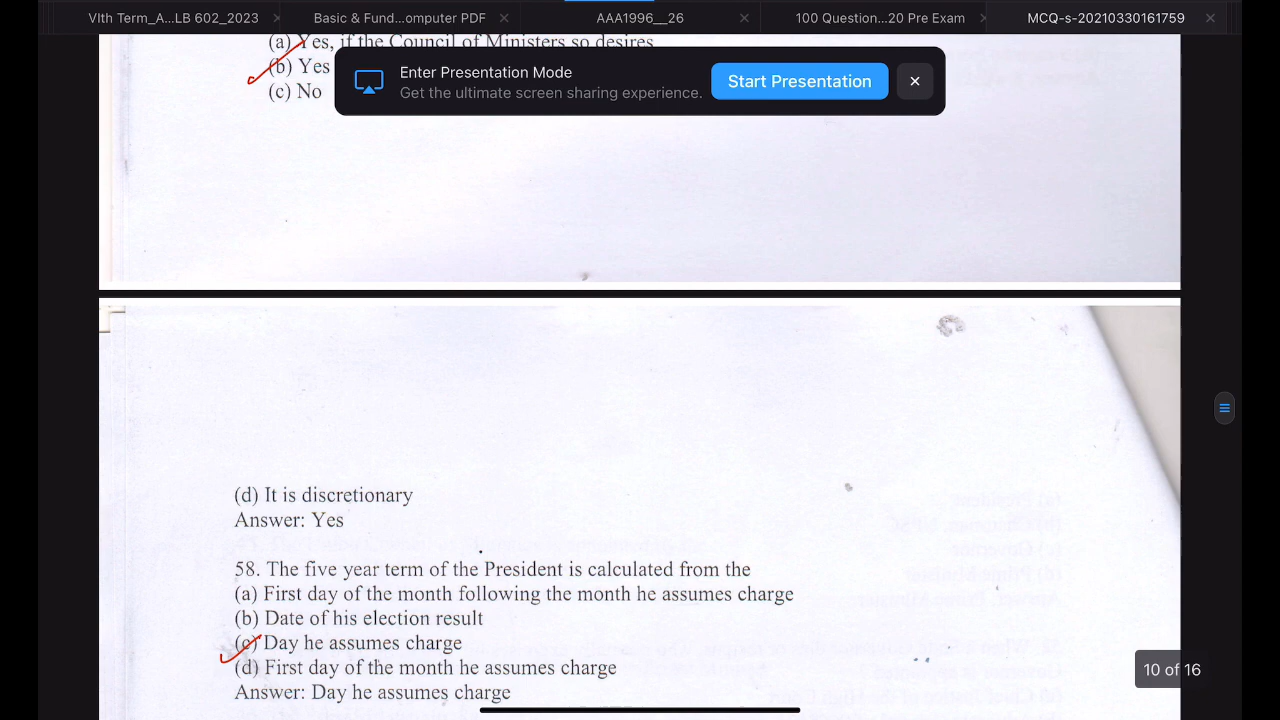 VIth Term_A...LB 602_2023
Basic & Fund...omputer PDF
AAA1996__26
100 Question...20 Pre Exam
MCQ-s-20210330161759
(a) Yes, if the Council of Ministers so desires
(b) Yes
(c) No
Enter Presentation Mode
Get the ultimate screen sharing experience.
Start Presentation
(d) It is discretionary
Answer: Yes
58. The five year term of the President is calculated from the
(a) First day of the month following the month he assumes charge
(b) Date of his election result
(c) Day he assumes charge
(d) First day of the month he assumes charge
Answer: Day he assumes charge
10 of 16